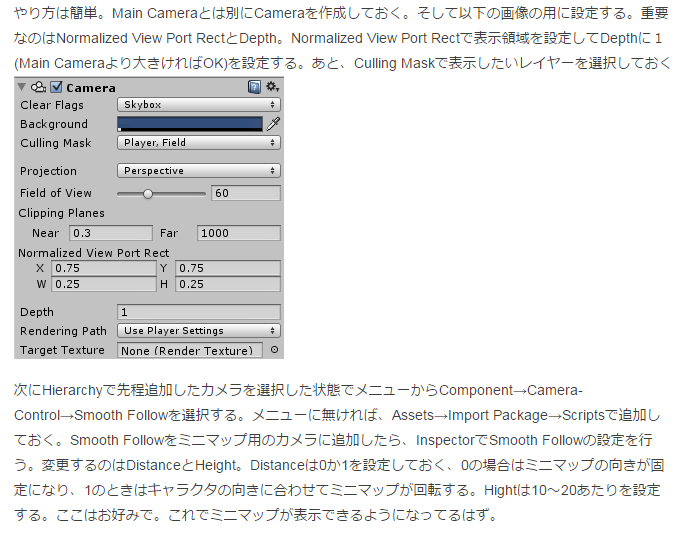 やり方は簡単。Main Cameraとは別にCameraを作成しておく。そして以下の画像の用に設定する。重要
なのはNormalized View Port RectとDepth。Normalized View Port Rectで表示領域を設定してDepthに１
(Main Cameraより大きければOK)を設定する。あと、Culling Maskで表示したいレイヤーを選択しておく
Camera
Clear Flags Skybox
Background
Culling Mask Player, Field
Projection Perspective
Field of View 60
Clipping Planes
Near 0.3 Far 1000
Normalized View Port Rect
X 0.75 Y 0.75
W 0.25 H 0.25
Depth 1
Rendering Path Use Player Settings
Target Texture None (Render Texture)
次にHierarchyで先程追加したカメラを選択した状態でメニューからComponent→Camera-
Control→Smooth Followを選択する。メニューに無ければ、Assets→Import Package→Scriptsで追加し
ておく。Smooth Followをミニマップ用のカメラに追加したら、InspectorでSmooth Followの設定を行
う。変更するのはDistanceとHeight。Distanceは0か1を設定しておく、0の場合はミニマップの向きが固
定になり、1のときはキャラクタの向きに合わせてミニマップが回転する。Hightは10～20あたりを設定
する。ここはお好みで。これでミニマップが表示できるようになってるはず。